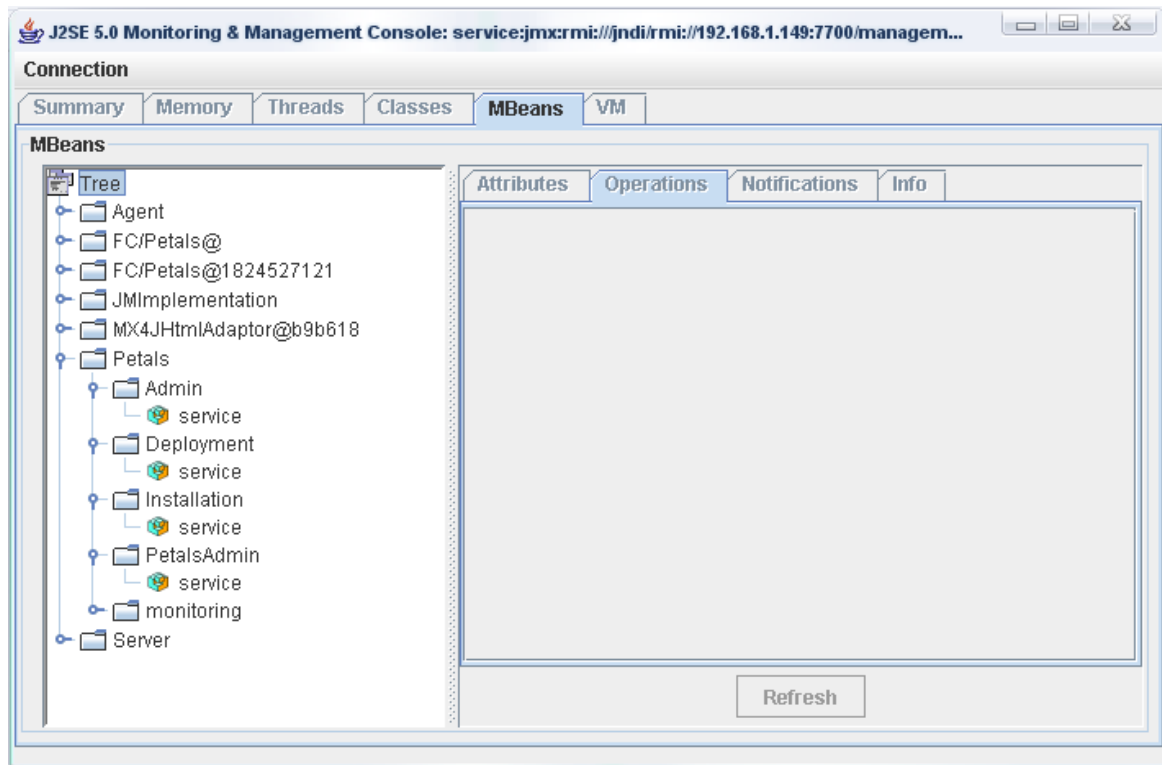 J2SE 5.0 Monitoring & Management Console: service:jmx:rmi:///jndi/rmi://192.168.1.149:7700/managem...
Connection
Summary Memory Threads Classes MBeans VM
MBeans
Tree
Agent
FC/Petals@
FC/Petals@1824527121
JMImplementation
MX4JHtmlAdaptor@b9b618
Petals
Admin
service
Deployment
service
Installation
service
PetalsAdmin
service
monitoring
Server
Attributes Operations Notifications Info
Refresh